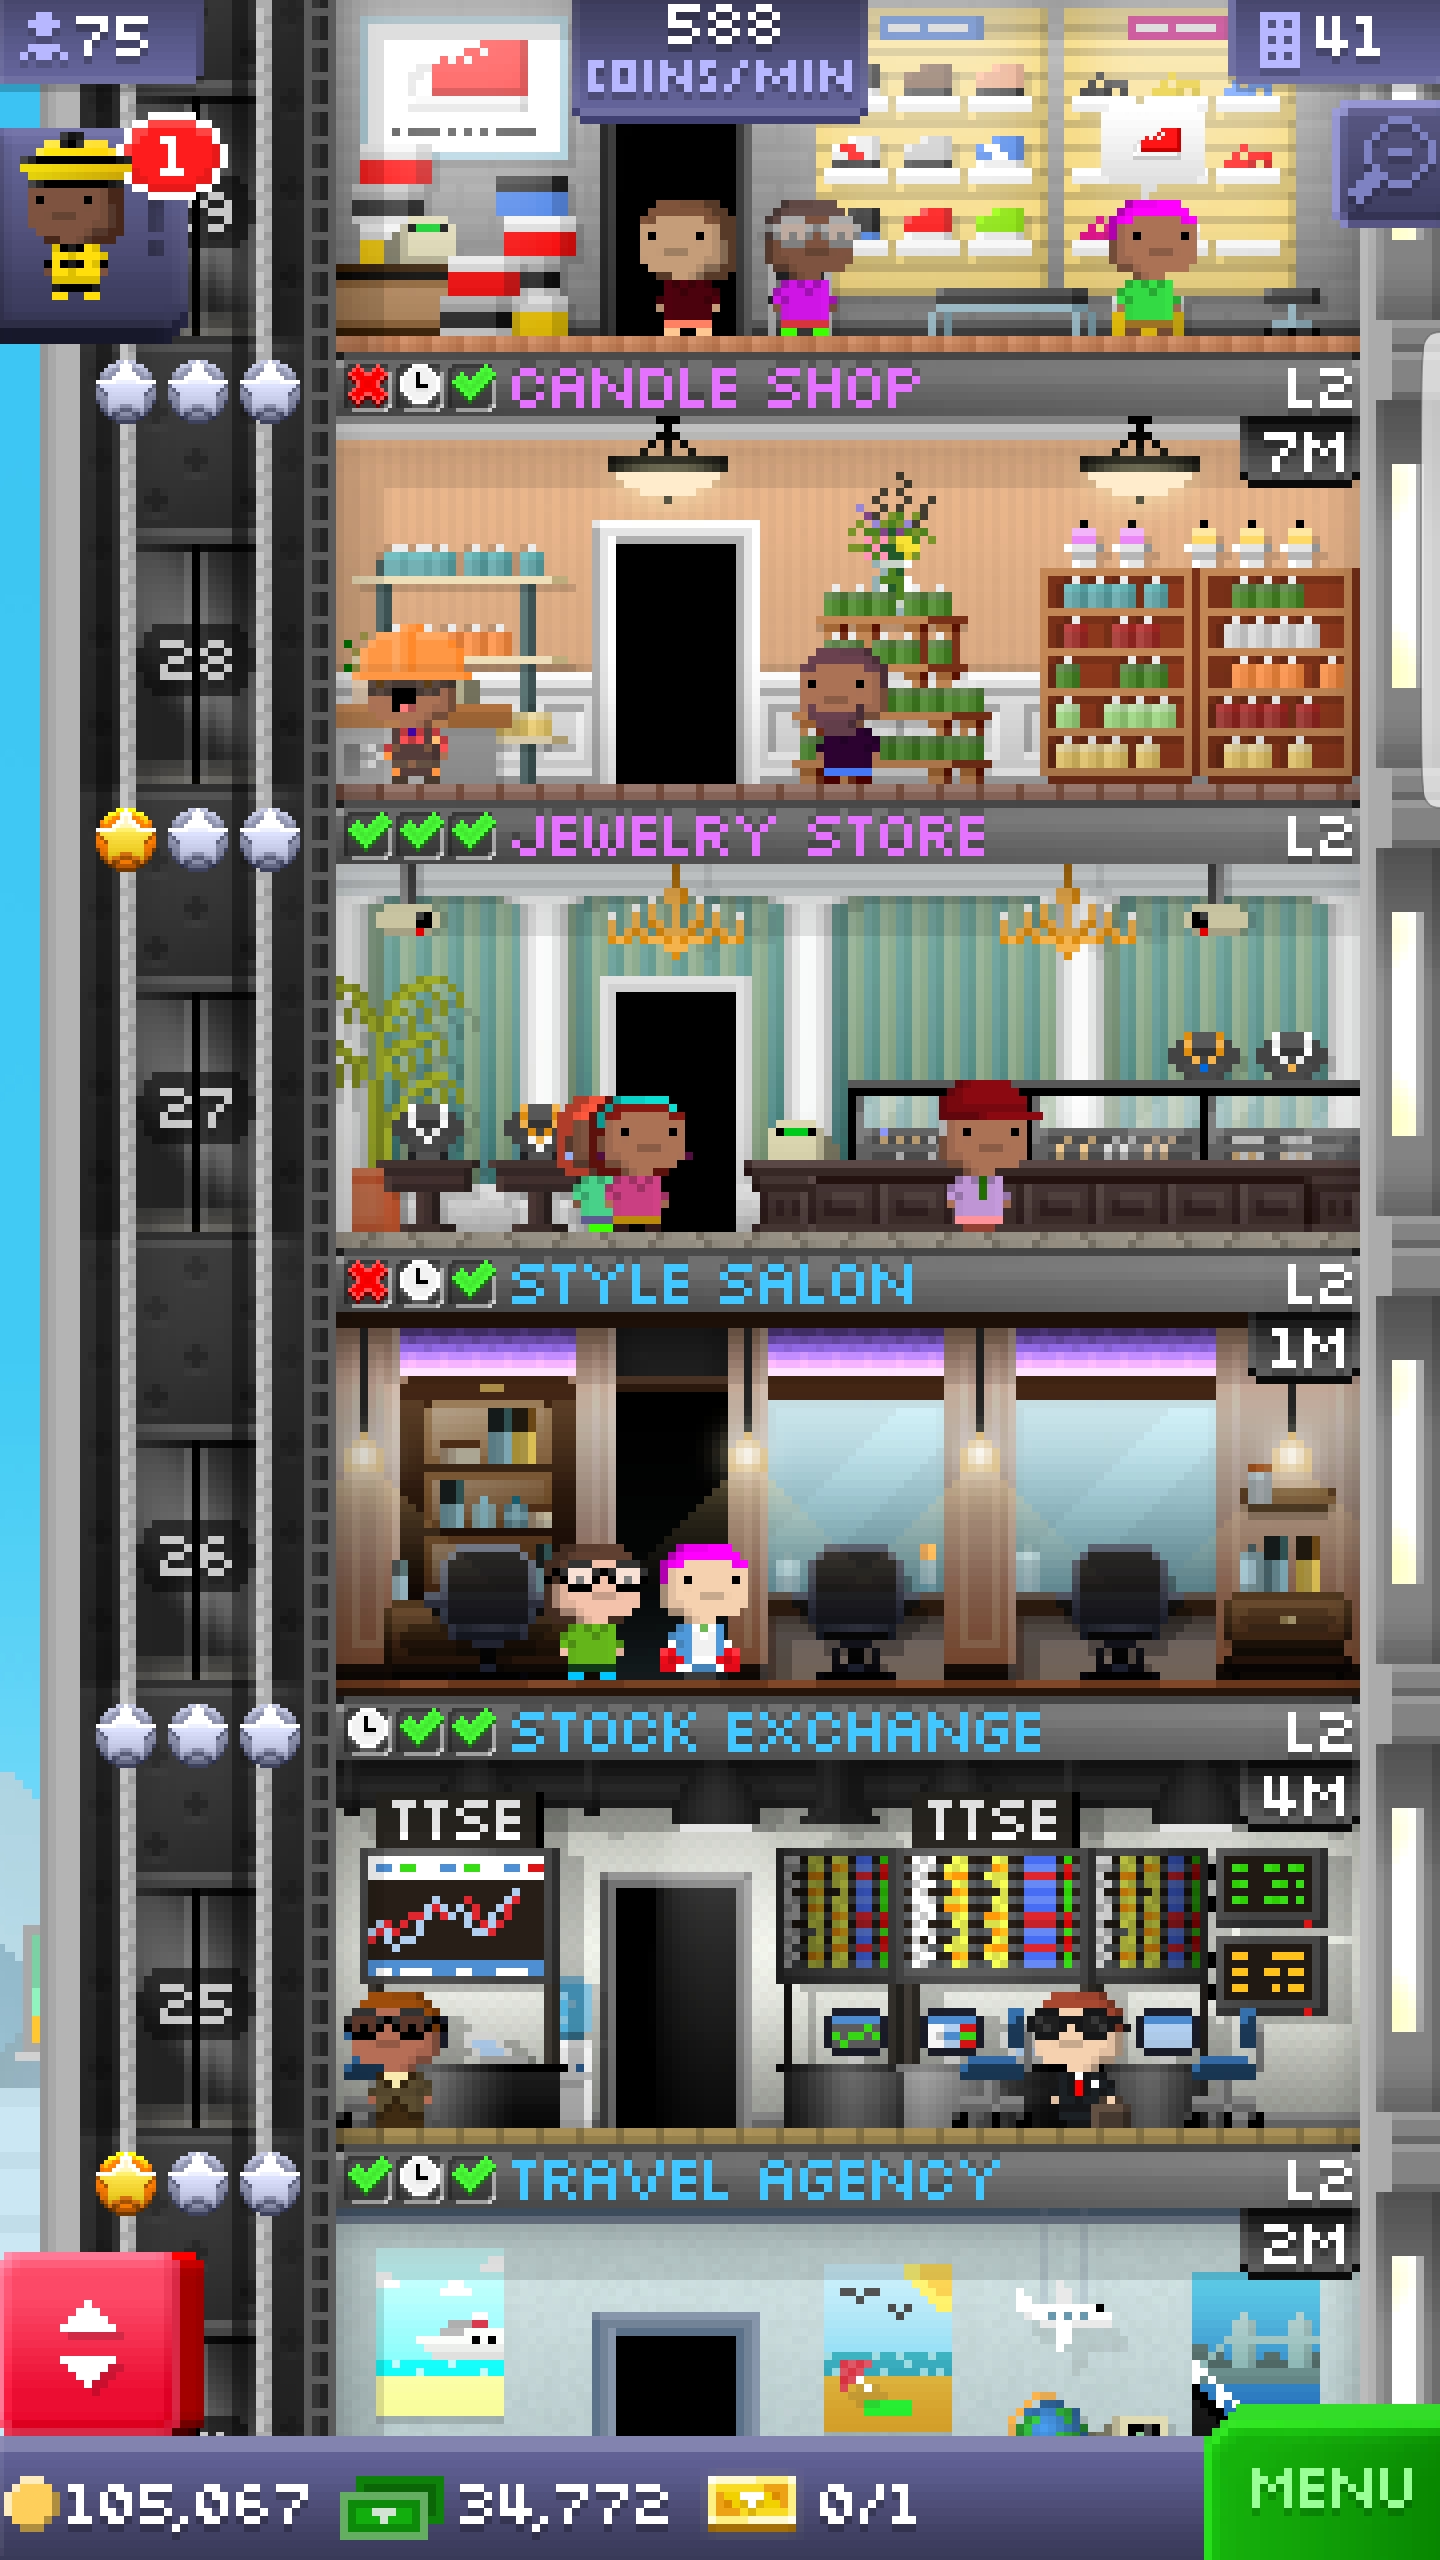 75
588
COINS/MIN
41
1
CANDLE SHOP
L2
7M
28
JEWELRY STORE
L2
27
STYLE SALON
L2
1M
26
STOCK EXCHANGE
L2
4M
TTSE
TTSE
25
TRAVEL AGENCY
L2
2M
105,067
34,772
0/1
MENU